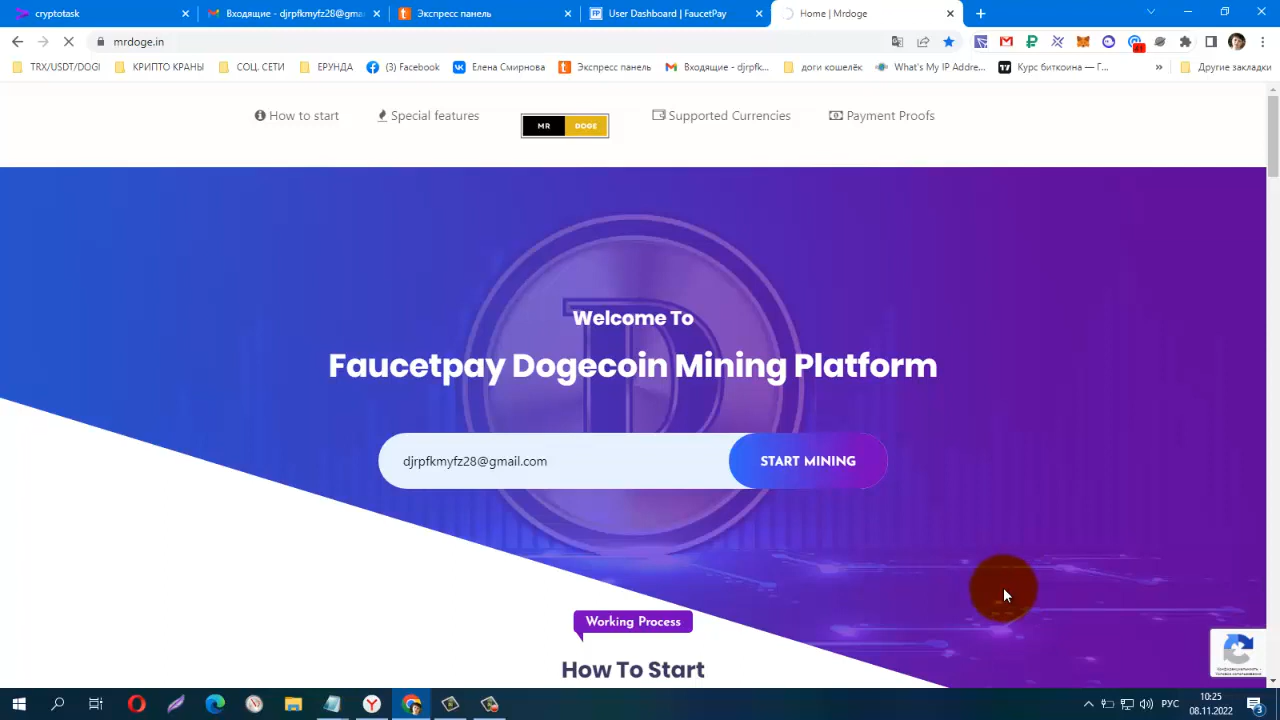 cryptotask
Входящие - djrpfkmyfz28@gma
Экспресс панель
User Dashboard | FaucetPay
Home | Mrdoge
mrdoge.in
41
TRX/USDT/DOGI
КРИПТО КРАНЫ
СОЦ. СЕТИ
ЕРУНДА
(3) Facebook
Елена Смирнова
Экспресс панель
Входящие - djrpfk...
What's My IP Addre...
Курс биткоина — Г...
»
Другие закладки
How to start
Special features
MR DOGE
Supported Currencies
Payment Proofs
Welcome To
Faucetpay Dogecoin Mining Platform
djrpfkmyfz28@gmail.com
START MINING
Working Process
How To Start
РУС
10:25
08.11.2022
3